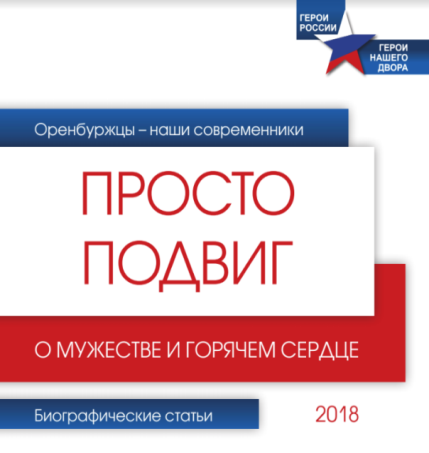 ГЕРОИ
РОССИИ
ГЕРОИ
НАШЕГО
ДВОРА
Оренбуржцы – наши современники
ПРОСТО
ПОДВИГ
О МУЖЕСТВЕ И ГОРЯЧЕМ СЕРДЦЕ
Биографические статьи
2018